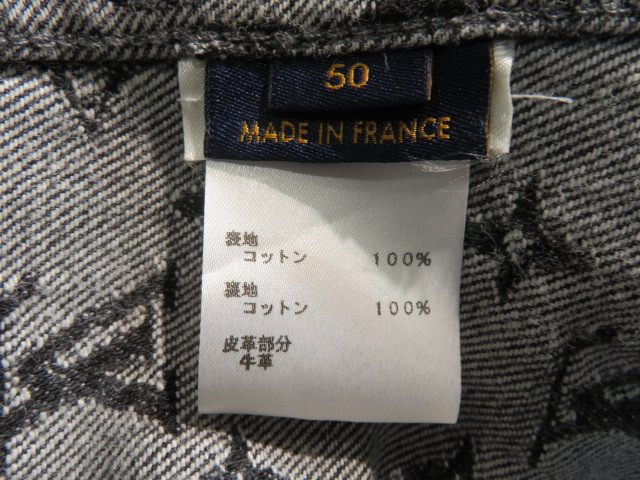 50
MADE IN FRANCE
表地
コットン 100%
裏地
コットン 100%
皮革部分
牛革